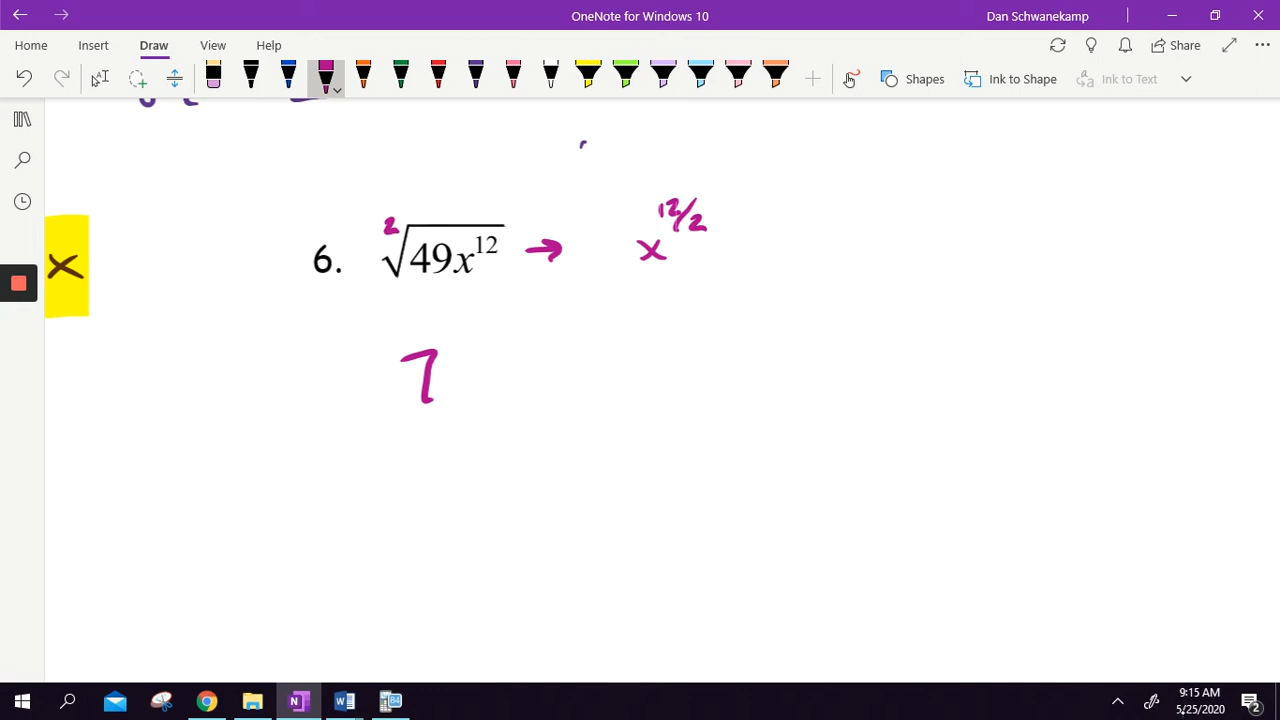 OneNote for Windows 10
Dan Schwanekamp
Home Insert Draw View Help
Share
Shapes Ink to Shape Ink to Text
x
6. ²√49x¹² → x^12/2
7
9:15 AM
5/25/2020
2